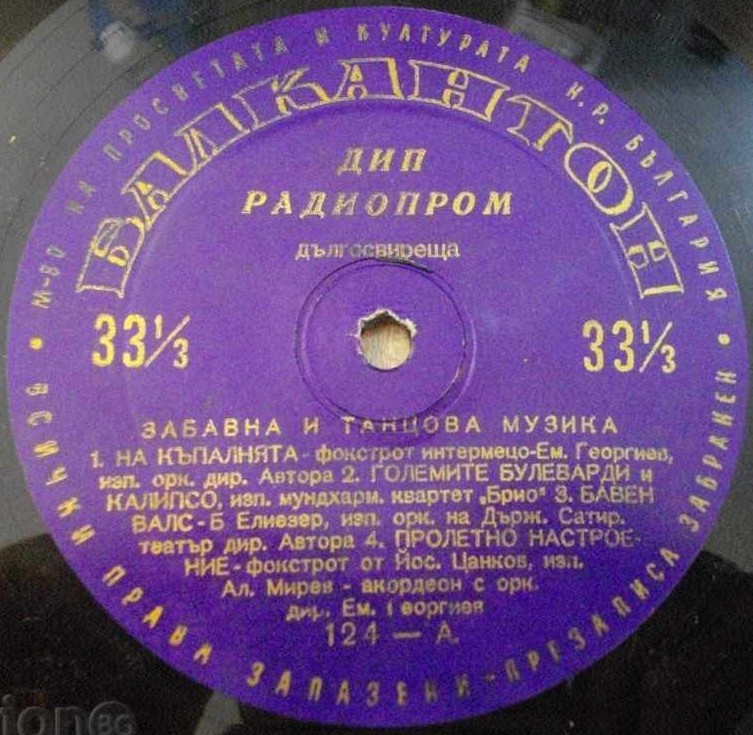 М-ВО НА ПРОСВЕТАТА И КУЛТУРАТА Н.Р. БЪЛГАРИЯ
БАЛКАНТОН
ДИП
РАДИОПРОМ
дългосвиреща
33⅓ 33⅓
ЗАБАВНА И ТАНЦОВА МУЗИКА
1. НА КЪПАЛНЯТА - фокстрот интермецо - Ем. Георгиев,
изп. орк. дир. Автора 2. ГОЛЕМИТЕ БУЛЕВАРДИ и
КАЛИПСО, изп. мундхарм. квартет „Брио" 3. БАВЕН
ВАЛС - Б Елиезер, изп. орк. на Държ. Сатир.
театър дир. Автора 4. ПРОЛЕТНО НАСТРОЕ-
НИЕ - фокстрот от Йос. Цанков, изп.
Ал. Мирев - акордеон с орк.
дир. Ем. Георгиев
124 — А.
ВСИЧКИ ПРАВА ЗАПАЗЕНИ - ПРЕЗАПИСА ЗАБРАНЕН
ion BG